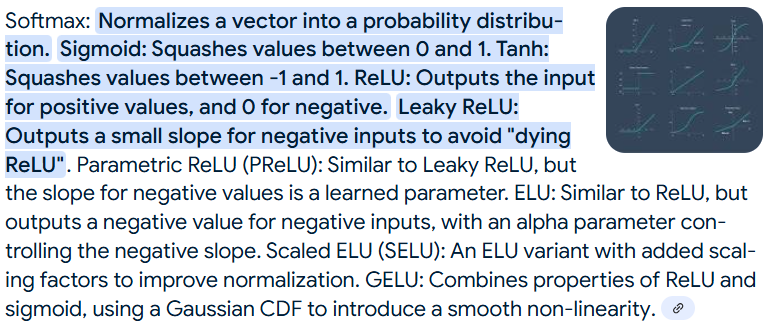 Softmax: Normalizes a vector into a probability distribu-
tion. Sigmoid: Squashes values between 0 and 1. Tanh:
Squashes values between -1 and 1. ReLU: Outputs the input
for positive values, and 0 for negative. Leaky ReLU:
Outputs a small slope for negative inputs to avoid "dying
ReLU". Parametric ReLU (PReLU): Similar to Leaky ReLU, but
the slope for negative values is a learned parameter. ELU: Similar to ReLU, but
outputs a negative value for negative inputs, with an alpha parameter con-
trolling the negative slope. Scaled ELU (SELU): An ELU variant with added scal-
ing factors to improve normalization. GELU: Combines properties of ReLU and
sigmoid, using a Gaussian CDF to introduce a smooth non-linearity.